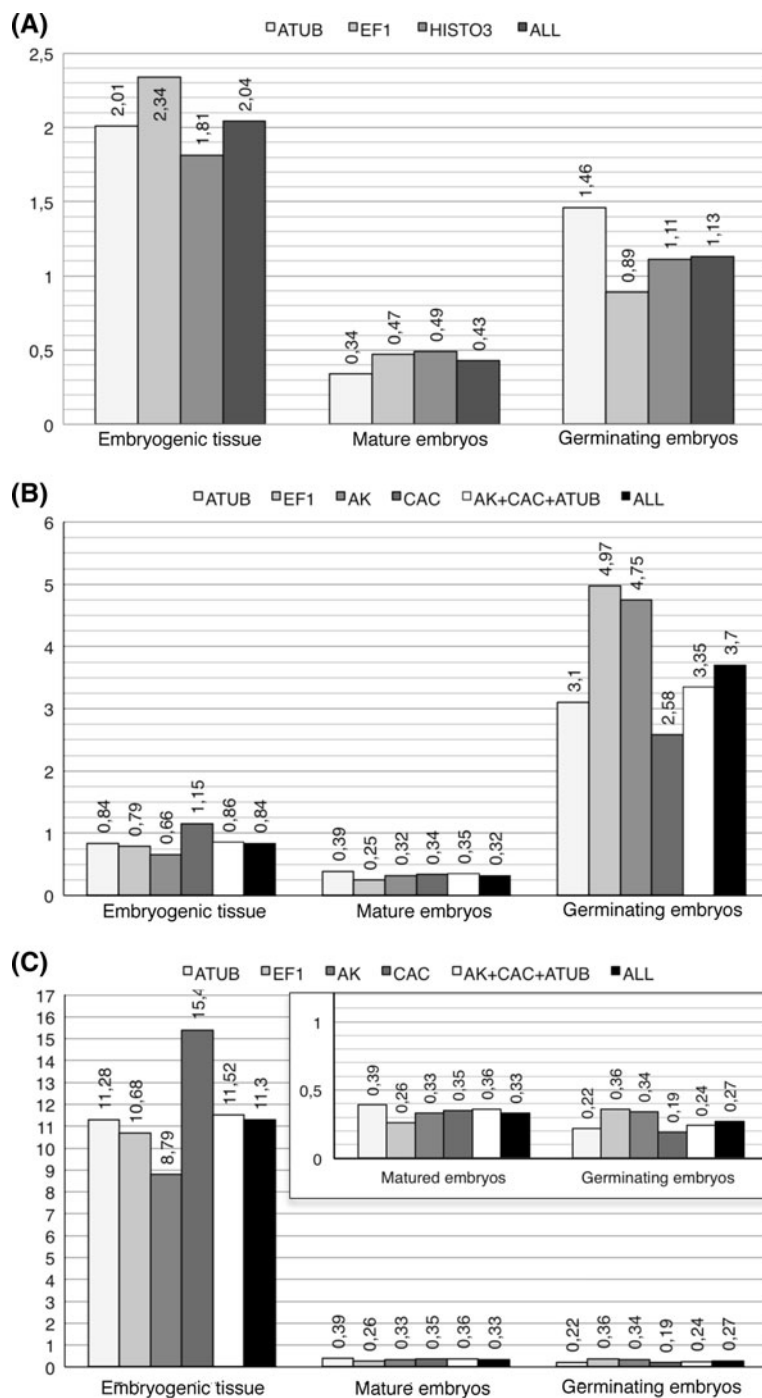 (A)
ATUB EF1 HISTO3 ALL
2,5
2
1,5
1
0,5
0
2,01 2,34 1,81 2,04
0,34 0,47 0,49 0,43
1,46 0,89 1,11 1,13
Embryogenic tissue Mature embryos Germinating embryos
(B)
ATUB EF1 AK CAC AK+CAC+ATUB ALL
6
5
4
3
2
1
0
0,84 0,79 0,66 1,15 0,86 0,84
0,39 0,25 0,32 0,34 0,35 0,32
3,1 4,97 4,75 2,58 3,35 3,7
Embryogenic tissue Mature embryos Germinating embryos
(C)
ATUB EF1 AK CAC AK+CAC+ATUB ALL
17
16
15
14
13
12
11
10
9
8
7
6
5
4
3
2
1
0
11,28 10,68 8,79 15,4 11,52 11,3
1
0,5
0
0,39 0,26 0,33 0,35 0,36 0,33
0,22 0,36 0,34 0,19 0,24 0,27
Matured embryos Germinating embryos
0,39 0,26 0,33 0,35 0,36 0,33
0,22 0,36 0,34 0,19 0,24 0,27
Embryogenic tissue Mature embryos Germinating embryos